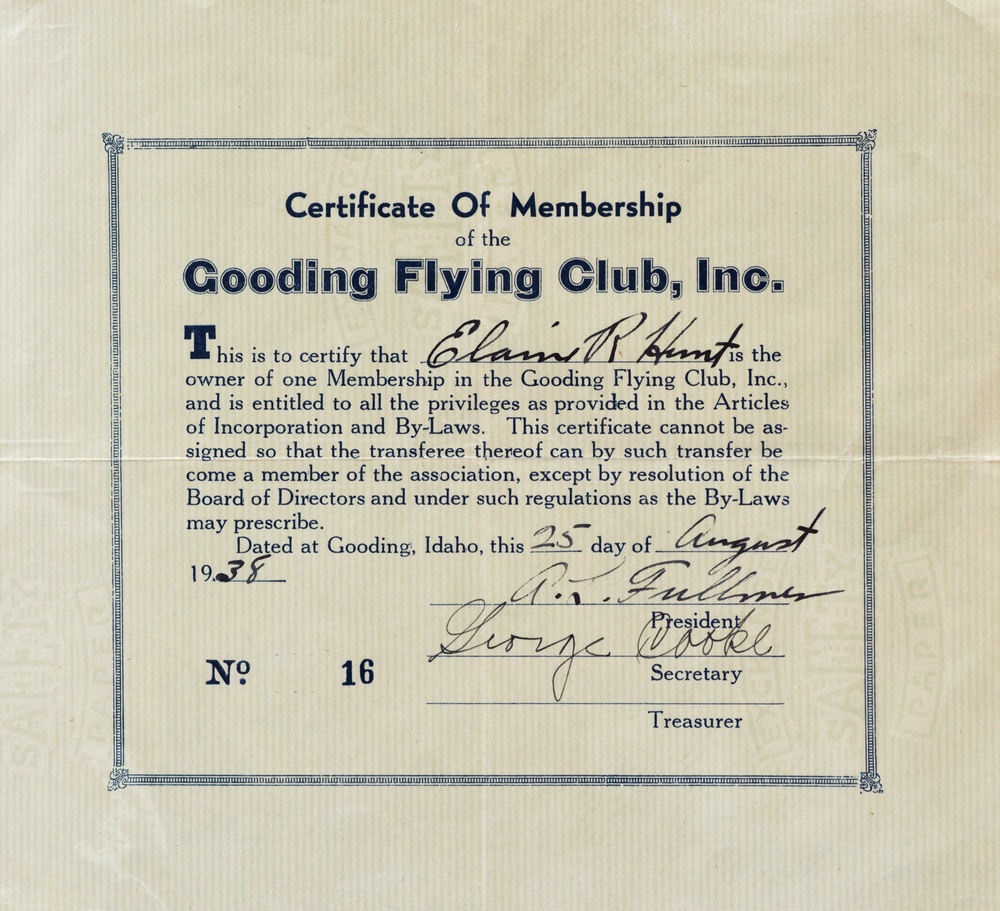 Certificate Of Membership
of the
Gooding Flying Club, Inc.
This is to certify that Elaine R Hunt is the
owner of one Membership in the Gooding Flying Club, Inc.,
and is entitled to all the privileges as provided in the Articles
of Incorporation and By-Laws. This certificate cannot be as-
signed so that the transferee thereof can by such transfer be
come a member of the association, except by resolution of the
Board of Directors and under such regulations as the By-Laws
may prescribe.
Dated at Gooding, Idaho, this 25 day of August
1938
A. L. Fullmer
President
George Cooke
Secretary
No 16
Treasurer